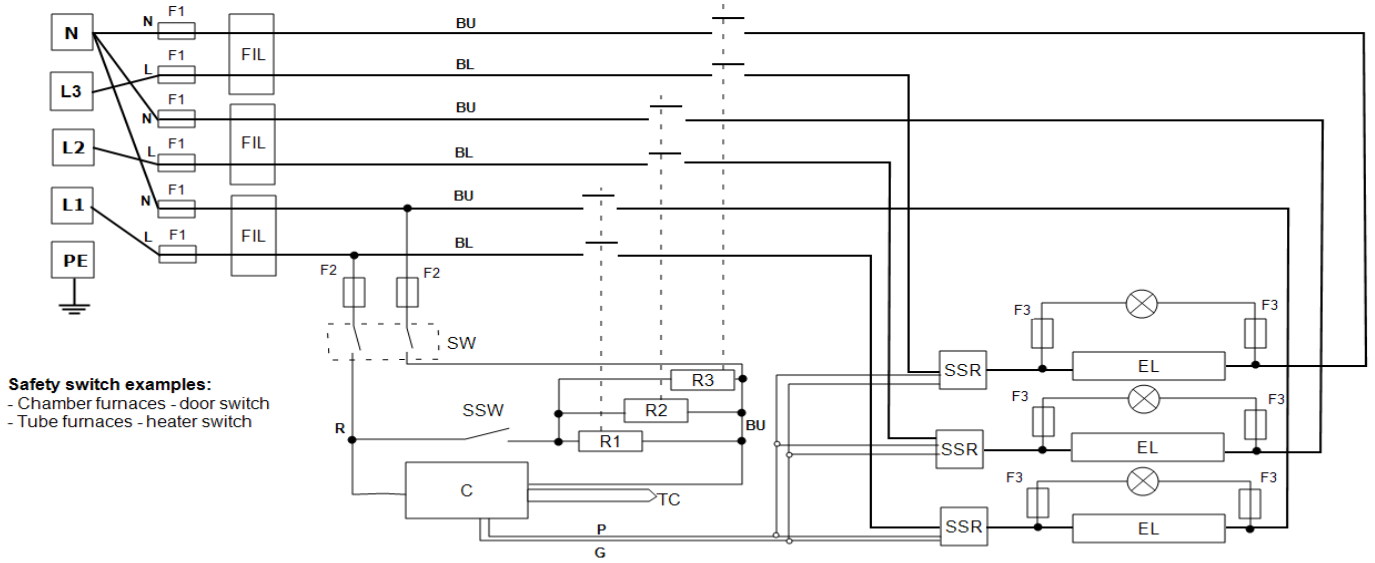 N
L3
L2
L1
PE
N
F1
L
F1
N
F1
L
F1
N
F1
L
F1
FIL
FIL
FIL
BU
BL
BU
BL
BU
BL
F2
F2
SW
Safety switch examples:
- Chamber furnaces - door switch
- Tube furnaces - heater switch
R
SSW
R3
R2
R1
BU
C
TC
P
G
SSR
F3
F3
EL
SSR
F3
F3
EL
SSR
F3
F3
EL